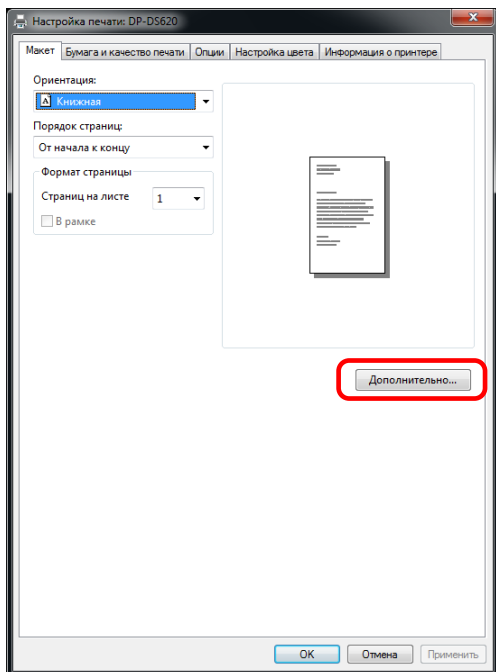 Настройка печати: DP-DS620
Макет Бумага и качество печати Опции Настройка цвета Информация о принтере
Ориентация:
A Книжная
Порядок страниц:
От начала к концу
Формат страницы
Страниц на листе 1
В рамке
Дополнительно...
OK Отмена Применить